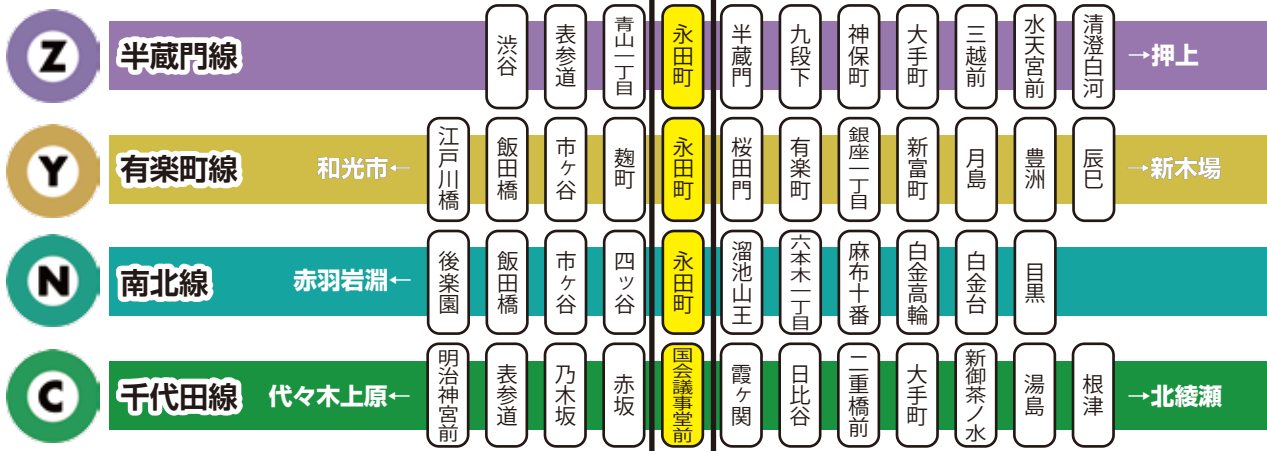 Z 半蔵門線 渋谷 表参道 青山一丁目 永田町 半蔵門 九段下 神保町 大手町 三越前 水天宮前 清澄白河 →押上
Y 有楽町線 和光市← 江戸川橋 飯田橋 市ヶ谷 麹町 永田町 桜田門 有楽町 銀座一丁目 新富町 月島 豊洲 辰巳 →新木場
N 南北線 赤羽岩淵← 後楽園 飯田橋 市ヶ谷 四ッ谷 永田町 溜池山王 六本木一丁目 麻布十番 白金高輪 白金台 目黒
C 千代田線 代々木上原← 明治神宮前 表参道 乃木坂 赤坂 国会議事堂前 霞ヶ関 日比谷 二重橋前 大手町 新御茶ノ水 湯島 根津 →北綾瀬